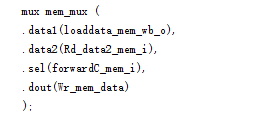 mux mem_mux (
.data1(loaddata_mem_wb_o),
.data2(Rd_data2_mem_i),
.sel(forwardC_mem_i),
.dout(Wr_mem_data)
);